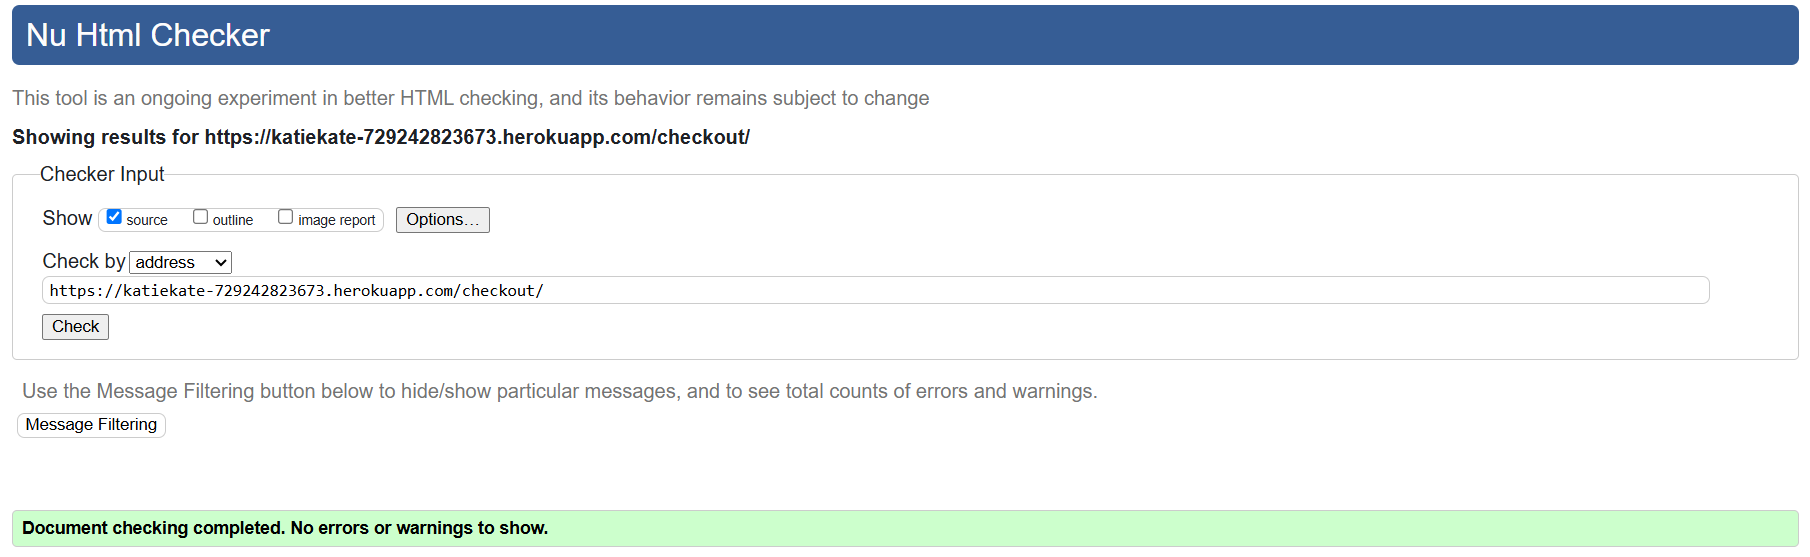 Nu Html Checker
This tool is an ongoing experiment in better HTML checking, and its behavior remains subject to change
Showing results for https://katiekate-729242823673.herokuapp.com/checkout/
Checker Input
Show source outline image report Options...
Check by address
https://katiekate-729242823673.herokuapp.com/checkout/
Check
Use the Message Filtering button below to hide/show particular messages, and to see total counts of errors and warnings.
Message Filtering
Document checking completed. No errors or warnings to show.